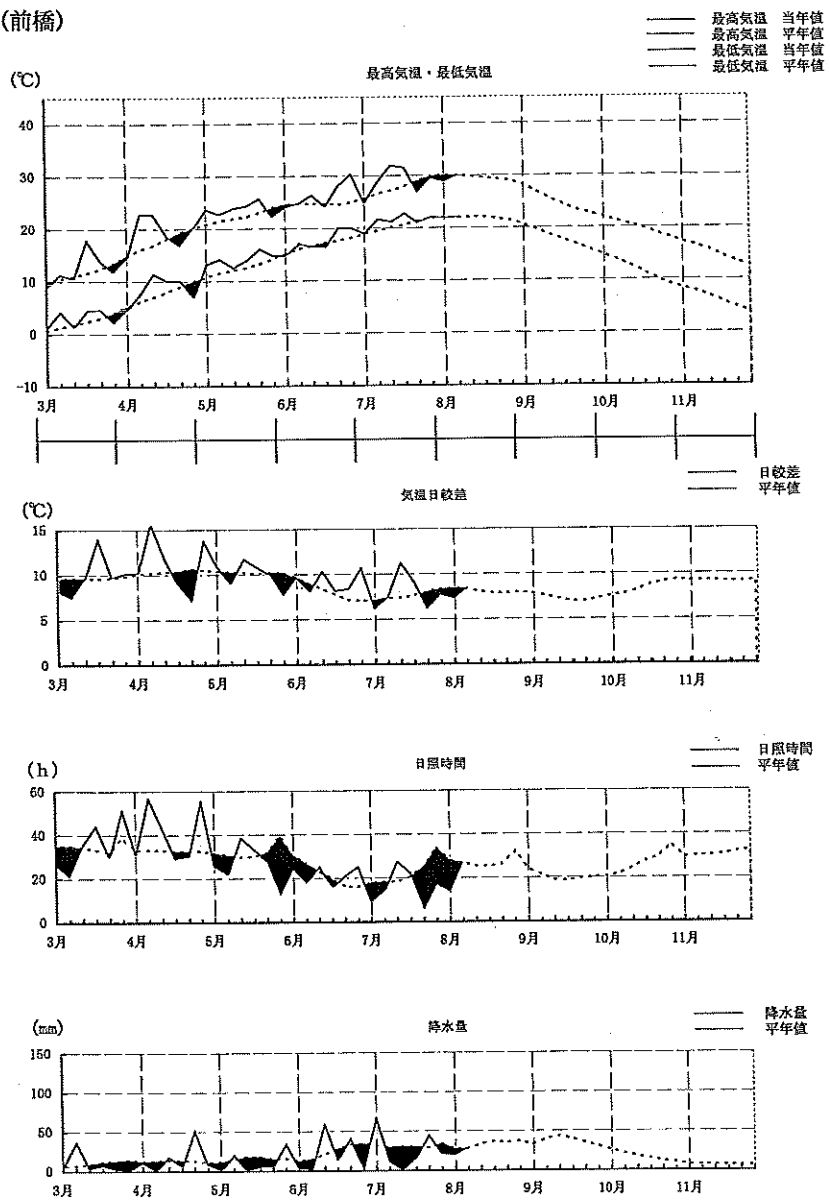 (前橋)
最高気温 当年値
最高気温 平年値
最低気温 当年値
最低気温 平年値
(℃)
最高気温・最低気温
40
30
20
10
0
-10
3月 4月 5月 6月 7月 8月 9月 10月 11月
日較差
平年値
(℃)
気温日較差
15
10
5
0
3月 4月 5月 6月 7月 8月 9月 10月 11月
日照時間
平年値
(h)
日照時間
60
40
20
0
3月 4月 5月 6月 7月 8月 9月 10月 11月
降水量
平年値
(mm)
降水量
150
100
50
0
3月 4月 5月 6月 7月 8月 9月 10月 11月